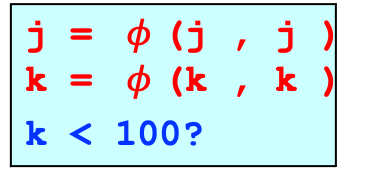 j = ϕ (j , j )
k = ϕ (k , k )
k < 100?